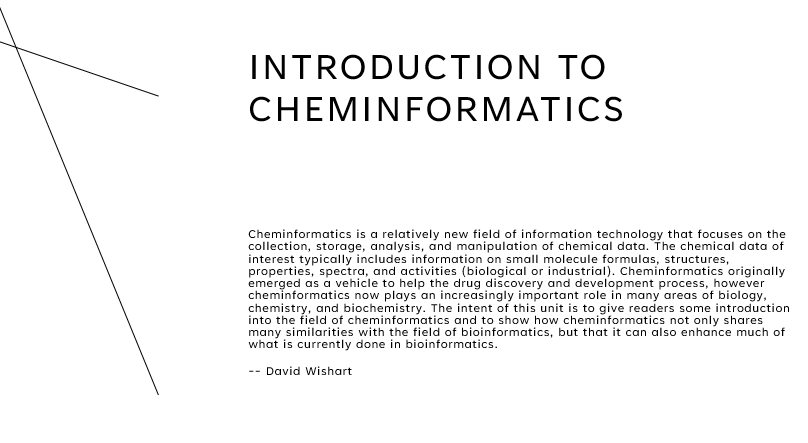 INTRODUCTION TO
CHEMINFORMATICS
Cheminformatics is a relatively new field of information technology that focuses on the
collection, storage, analysis, and manipulation of chemical data. The chemical data of
interest typically includes information on small molecule formulas, structures,
properties, spectra, and activities (biological or industrial). Cheminformatics originally
emerged as a vehicle to help the drug discovery and development process, however
cheminformatics now plays an increasingly important role in many areas of biology,
chemistry, and biochemistry. The intent of this unit is to give readers some introduction
into the field of cheminformatics and to show how cheminformatics not only shares
many similarities with the field of bioinformatics, but that it can also enhance much of
what is currently done in bioinformatics.
-- David Wishart